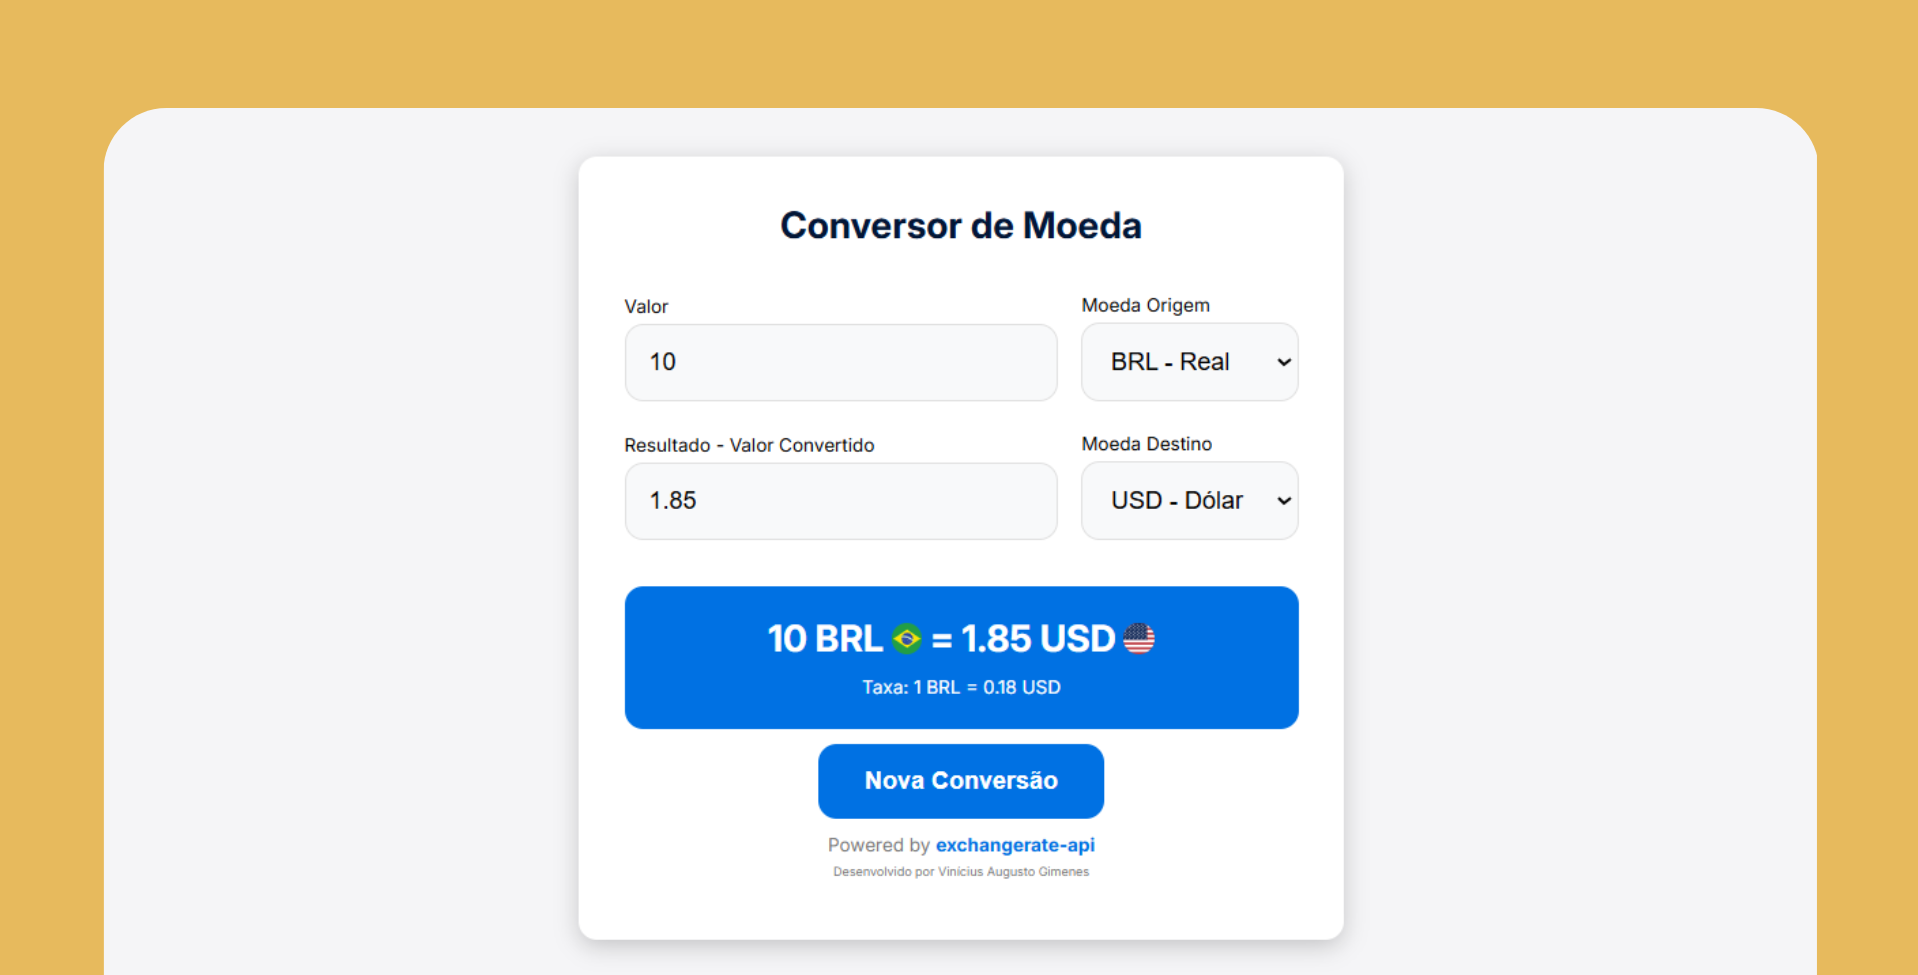 Conversor de Moeda
Valor
Moeda Origem
10
BRL - Real
Resultado - Valor Convertido
Moeda Destino
1.85
USD - Dólar
10 BRL = 1.85 USD
Taxa: 1 BRL = 0.18 USD
Nova Conversão
Powered by exchangerate-api
Desenvolvido por Vinícius Augusto Gimenes